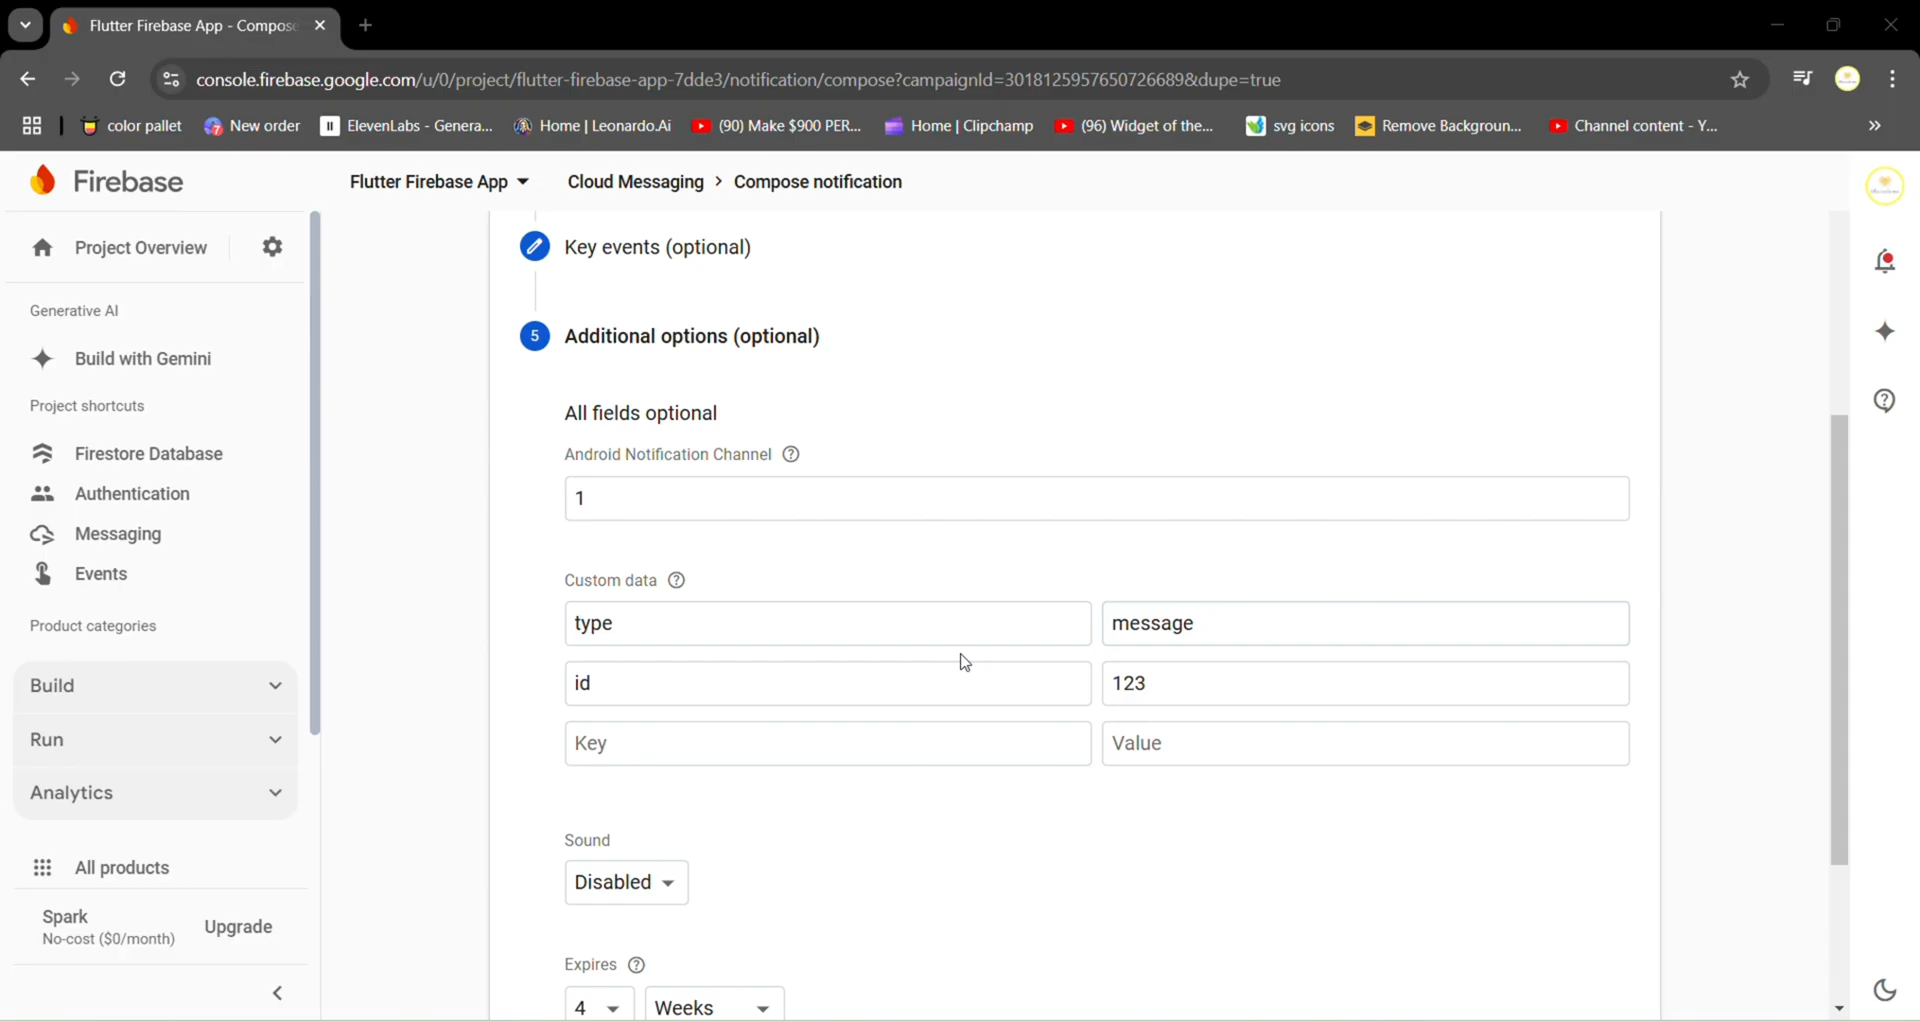 Flutter Firebase App - Compose
console.firebase.google.com/u/0/project/flutter-firebase-app-7dde3/notification/compose?campaignId=3018125957650726689&dupe=true
color pallet
New order
ElevenLabs - Genera...
Home | Leonardo.Ai
(90) Make $900 PER...
Home | Clipchamp
(96) Widget of the...
svg icons
Remove Backgroun...
Channel content - Y...
Firebase
Flutter Firebase App
Cloud Messaging > Compose notification
Project Overview
Generative AI
Build with Gemini
Project shortcuts
Firestore Database
Authentication
Messaging
Events
Product categories
Build
Run
Analytics
All products
Spark
No-cost ($0/month)
Upgrade
Key events (optional)
5 Additional options (optional)
All fields optional
Android Notification Channel
1
Custom data
type message
id 123
Key Value
Sound
Disabled
Expires
4 Weeks